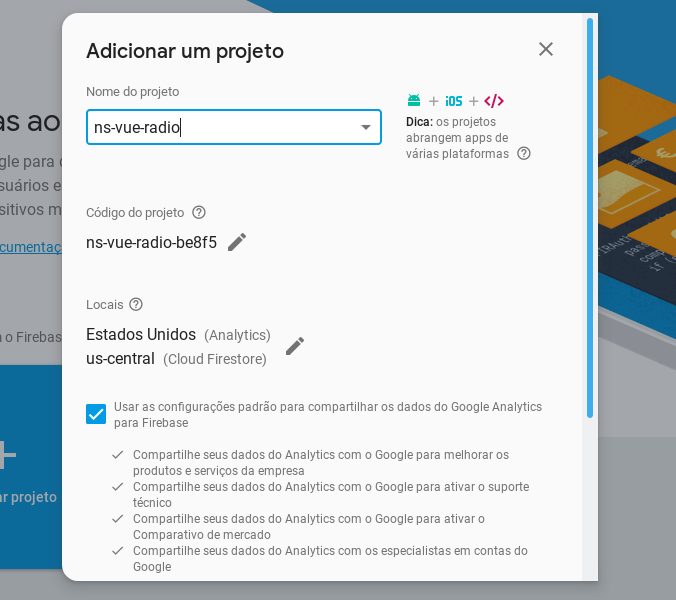 Adicionar um projeto
Nome do projeto
ns-vue-radio
+ iOS + </>
Dica: os projetos
abrangem apps de
várias plataformas
as ao
gle para
suários e
sitivos m
cumentaç
o Firebas
ar projeto
Código do projeto
ns-vue-radio-be8f5
Locais
Estados Unidos (Analytics)
us-central (Cloud Firestore)
Usar as configurações padrão para compartilhar os dados do Google Analytics
para Firebase
Compartilhe seus dados do Analytics com o Google para melhorar os
produtos e serviços da empresa
Compartilhe seus dados do Analytics com o Google para ativar o suporte
técnico
Compartilhe seus dados do Analytics com o Google para ativar o
Comparativo de mercado
Compartilhe seus dados do Analytics com os especialistas em contas do
Google